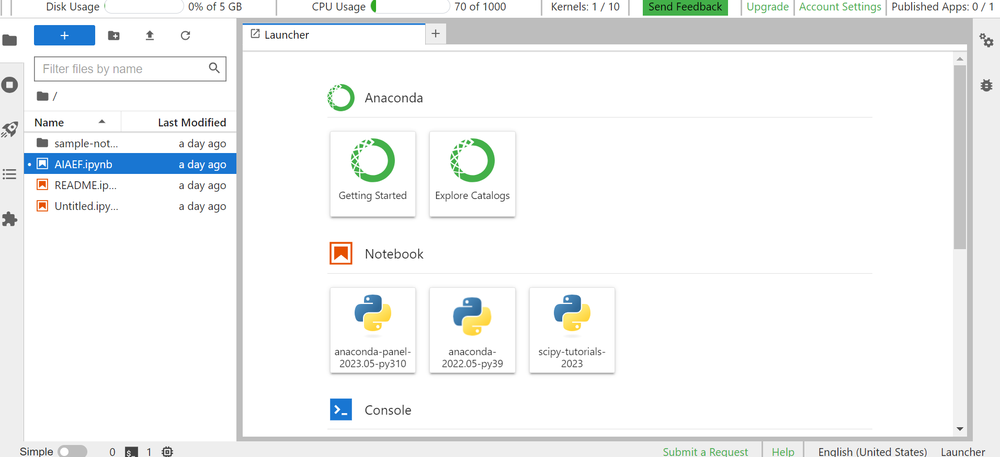 Disk Usage 0% of 5 GB CPU Usage 70 of 1000 Kernels: 1 / 10 Send Feedback Upgrade Account Settings Published Apps: 0 / 1
Launcher
Filter files by name
/
Name Last Modified
sample-not... a day ago
AIAEF.ipynb a day ago
README.ip... a day ago
Untitled.ipy... a day ago
Anaconda
Getting Started
Explore Catalogs
Notebook
anaconda-panel-
2023.05-py310
anaconda-
2022.05-py39
scipy-tutorials-
2023
Console
Simple 0 $_ 1 Submit a Request Help English (United States) Launcher